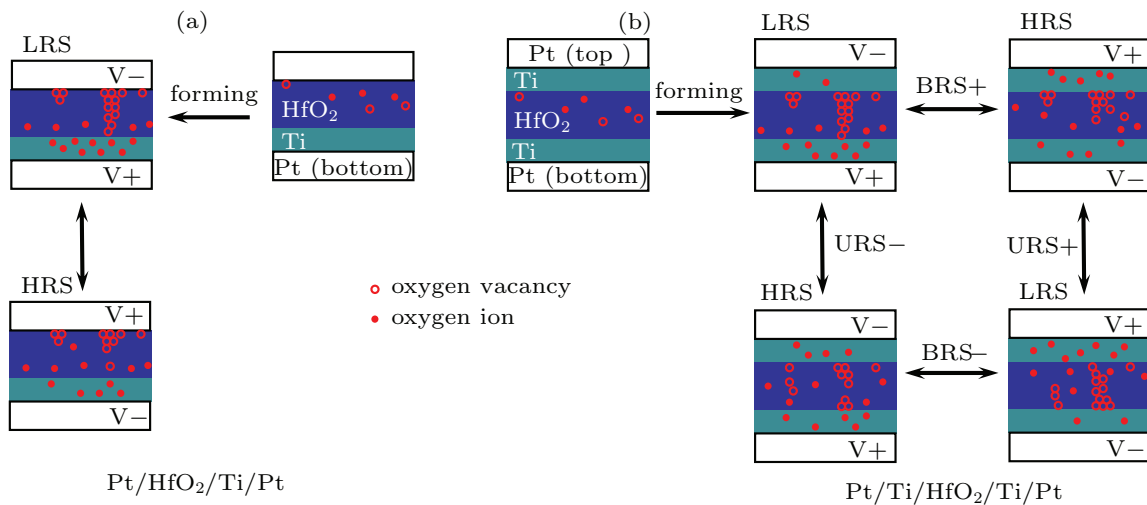 (a)
LRS
V−
V+
forming
HfO₂
Ti
Pt (bottom)
HRS
V+
V−
Pt/HfO₂/Ti/Pt
oxygen vacancy
oxygen ion
(b)
Pt (top )
Ti
HfO₂
Ti
Pt (bottom)
forming
LRS
V−
V+
BRS+
HRS
V+
V−
URS−
URS+
HRS
V−
V+
BRS−
LRS
V+
V−
Pt/Ti/HfO₂/Ti/Pt